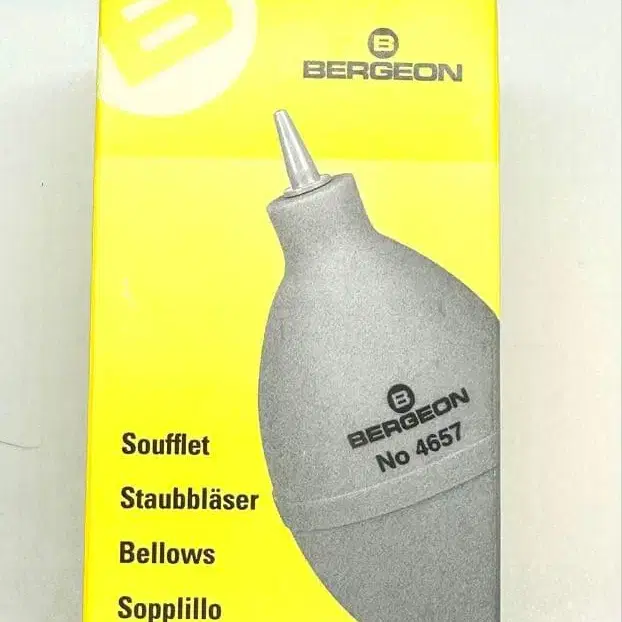 B
B
BERGEON
B
BERGEON
No 4657
Soufflet
Staubbläser
Bellows
Sopplillo